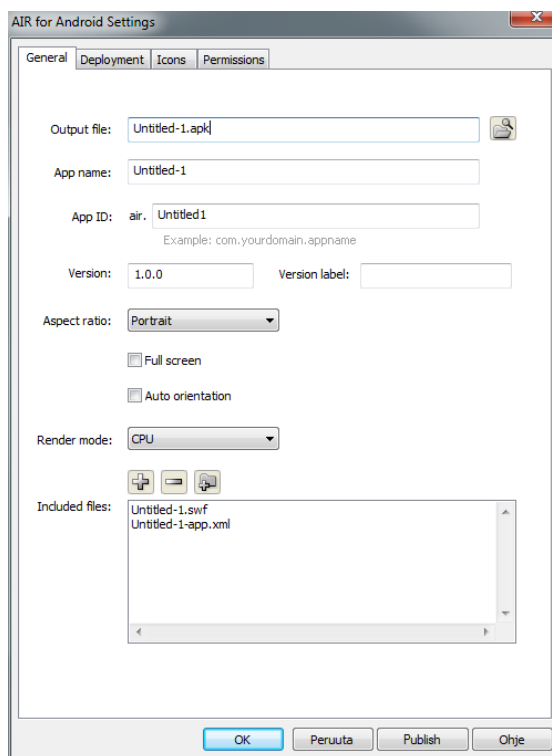 AIR for Android Settings
General Deployment Icons Permissions
Output file: Untitled-1.apk
App name: Untitled-1
App ID: air. Untitled1
Example: com.yourdomain.appname
Version: 1.0.0 Version label:
Aspect ratio: Portrait
Full screen
Auto orientation
Render mode: CPU
Included files:
Untitled-1.swf
Untitled-1-app.xml
OK Peruuta Publish Ohje